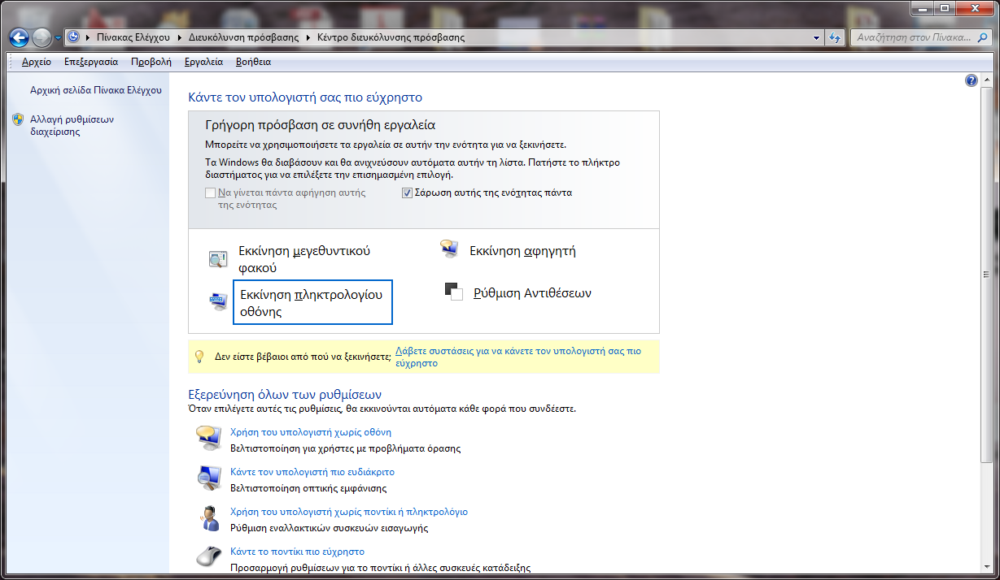 Πίνακας Ελέγχου ▸ Διευκόλυνση πρόσβασης ▸ Κέντρο διευκόλυνσης πρόσβασης
Αναζήτηση στον Πίνακα...
Αρχείο Επεξεργασία Προβολή Εργαλεία Βοήθεια
Αρχική σελίδα Πίνακα Ελέγχου
Αλλαγή ρυθμίσεων
διαχείρισης
Κάντε τον υπολογιστή σας πιο εύχρηστο
Γρήγορη πρόσβαση σε συνήθη εργαλεία
Μπορείτε να χρησιμοποιήσετε τα εργαλεία σε αυτήν την ενότητα για να ξεκινήσετε.
Τα Windows θα διαβάσουν και θα ανιχνεύσουν αυτόματα αυτήν τη λίστα. Πατήστε το πλήκτρο
διαστήματος για να επιλέξετε την επισημασμένη επιλογή.
Να γίνεται πάντα αφήγηση αυτής
της ενότητας
Σάρωση αυτής της ενότητας πάντα
Εκκίνηση μεγεθυντικού
φακού
Εκκίνηση αφηγητή
Εκκίνηση πληκτρολογίου
οθόνης
Ρύθμιση Αντιθέσεων
Δεν είστε βέβαιοι από πού να ξεκινήσετε; Λάβετε συστάσεις για να κάνετε τον υπολογιστή σας πιο
εύχρηστο
Εξερεύνηση όλων των ρυθμίσεων
Όταν επιλέγετε αυτές τις ρυθμίσεις, θα εκκινούνται αυτόματα κάθε φορά που συνδέεστε.
Χρήση του υπολογιστή χωρίς οθόνη
Βελτιστοποίηση για χρήστες με προβλήματα όρασης
Κάντε τον υπολογιστή πιο ευδιάκριτο
Βελτιστοποίηση οπτικής εμφάνισης
Χρήση του υπολογιστή χωρίς ποντίκι ή πληκτρολόγιο
Ρύθμιση εναλλακτικών συσκευών εισαγωγής
Κάντε το ποντίκι πιο εύχρηστο
Προσαρμογή ρυθμίσεων για το ποντίκι ή άλλες συσκευές κατάδειξης